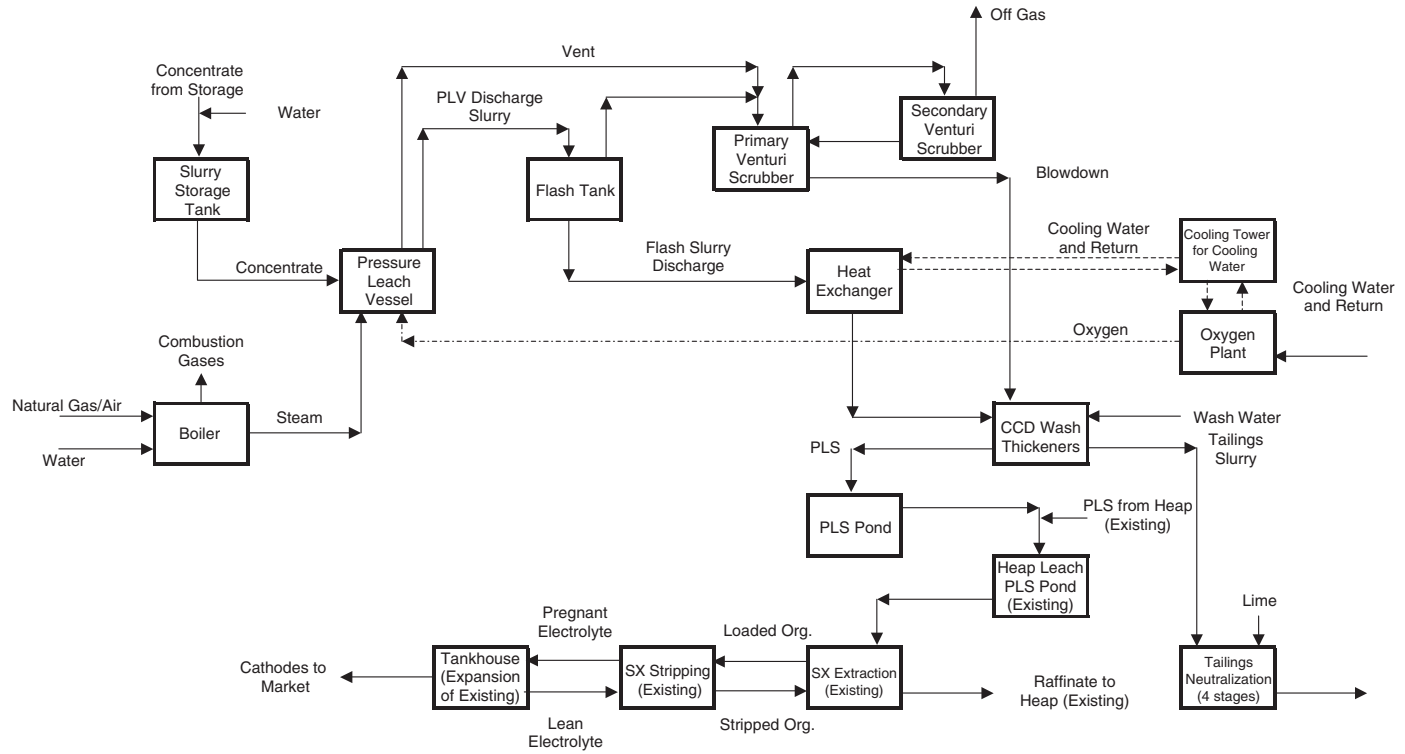 Off Gas
Vent
Concentrate
from Storage
Water
PLV Discharge
Slurry
Slurry
Storage
Tank
Flash Tank
Primary
Venturi
Scrubber
Secondary
Venturi
Scrubber
Blowdown
Concentrate
Pressure
Leach
Vessel
Flash Slurry
Discharge
Heat
Exchanger
Cooling Water
and Return
Cooling Tower
for Cooling
Water
Cooling Water
and Return
Oxygen
Oxygen
Plant
Combustion
Gases
Natural Gas/Air
Water
Boiler
Steam
CCD Wash
Thickeners
Wash Water
Tailings
Slurry
PLS
PLS Pond
PLS from Heap
(Existing)
Heap Leach
PLS Pond
(Existing)
Lime
Cathodes to
Market
Tankhouse
(Expansion
of Existing)
Pregnant
Electrolyte
Lean
Electrolyte
SX Stripping
(Existing)
Loaded Org.
Stripped Org.
SX Extraction
(Existing)
Raffinate to
Heap (Existing)
Tailings
Neutralization
(4 stages)